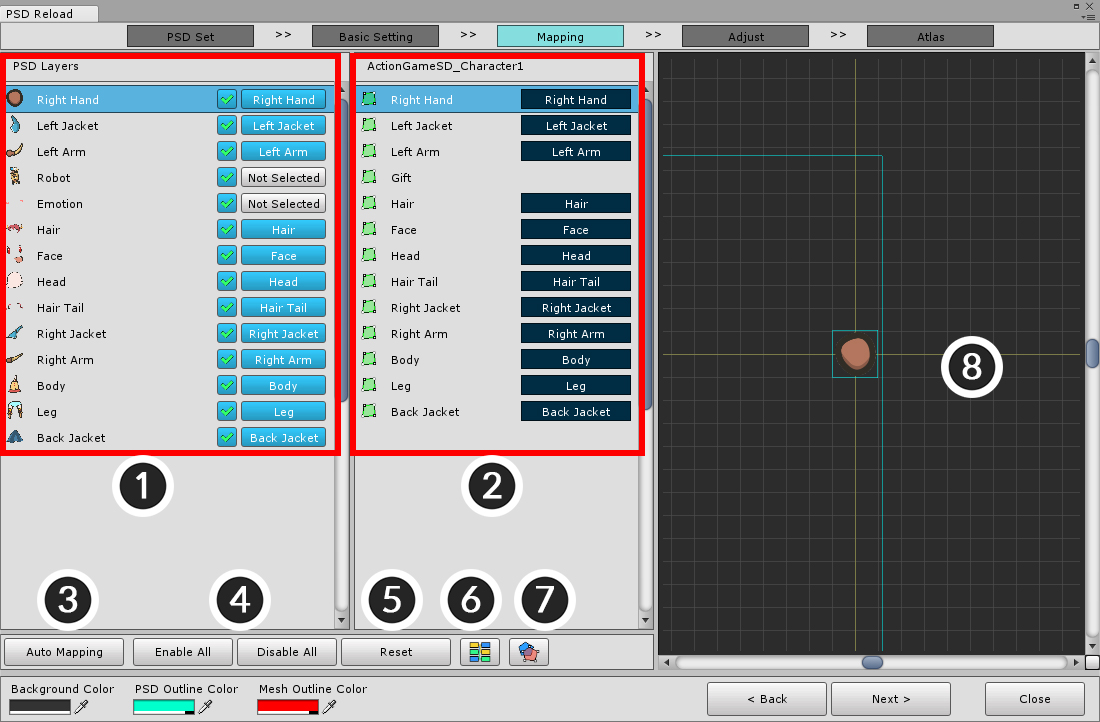 PSD Reload
PSD Set >> Basic Setting >> Mapping >> Adjust >> Atlas
PSD Layers
Right Hand Right Hand
Left Jacket Left Jacket
Left Arm Left Arm
Robot Not Selected
Emotion Not Selected
Hair Hair
Face Face
Head Head
Hair Tail Hair Tail
Right Jacket Right Jacket
Right Arm Right Arm
Body Body
Leg Leg
Back Jacket Back Jacket
1
ActionGameSD_Character1
Right Hand Right Hand
Left Jacket Left Jacket
Left Arm Left Arm
Gift
Hair Hair
Face Face
Head Head
Hair Tail Hair Tail
Right Jacket Right Jacket
Right Arm Right Arm
Body Body
Leg Leg
Back Jacket Back Jacket
2
8
3 4 5 6 7
Auto Mapping Enable All Disable All Reset
Background Color PSD Outline Color Mesh Outline Color
< Back Next > Close